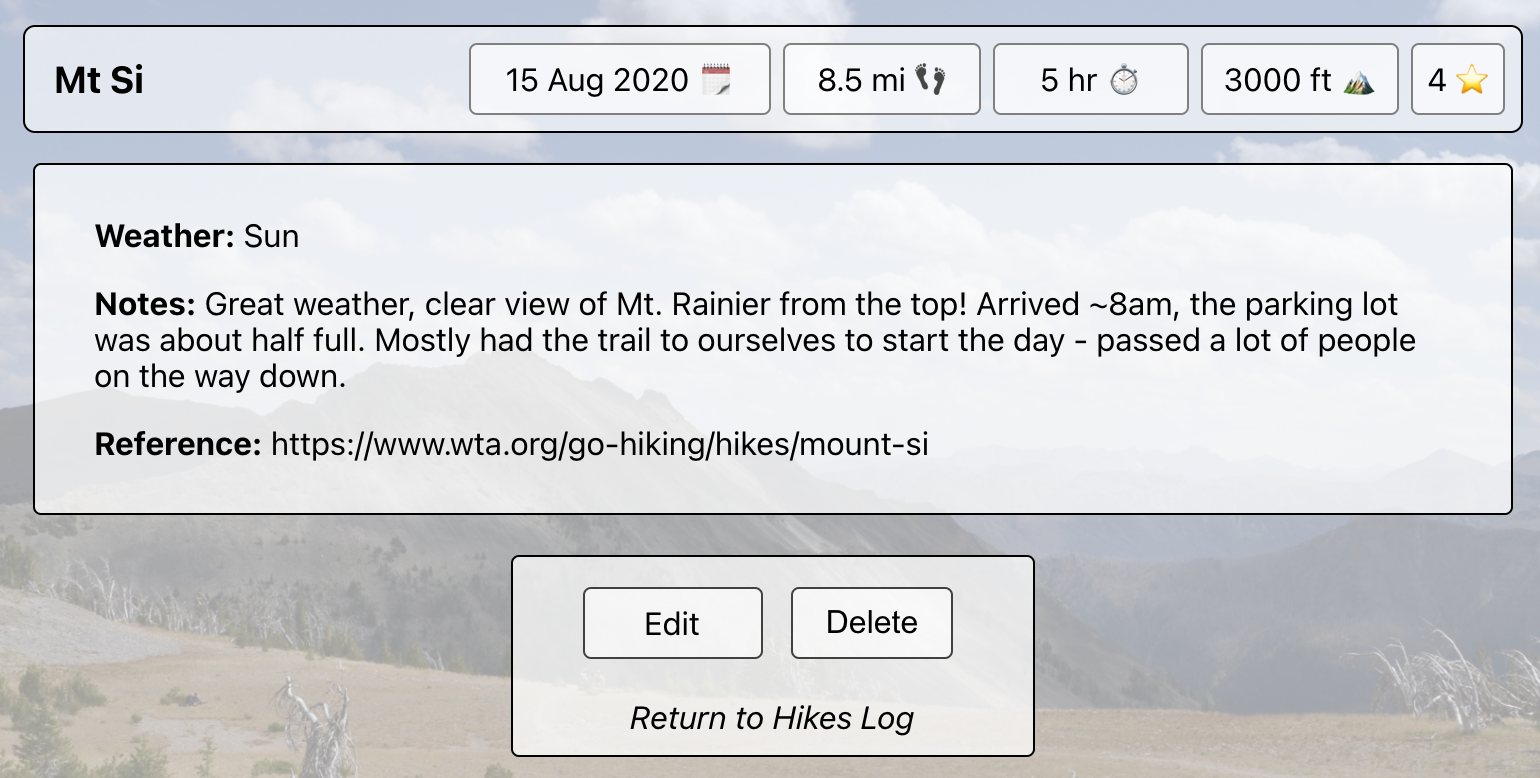 Mt Si
15 Aug 2020
8.5 mi
5 hr
3000 ft
4
Weather: Sun
Notes: Great weather, clear view of Mt. Rainier from the top! Arrived ~8am, the parking lot
was about half full. Mostly had the trail to ourselves to start the day - passed a lot of people
on the way down.
Reference: https://www.wta.org/go-hiking/hikes/mount-si
Edit
Delete
Return to Hikes Log